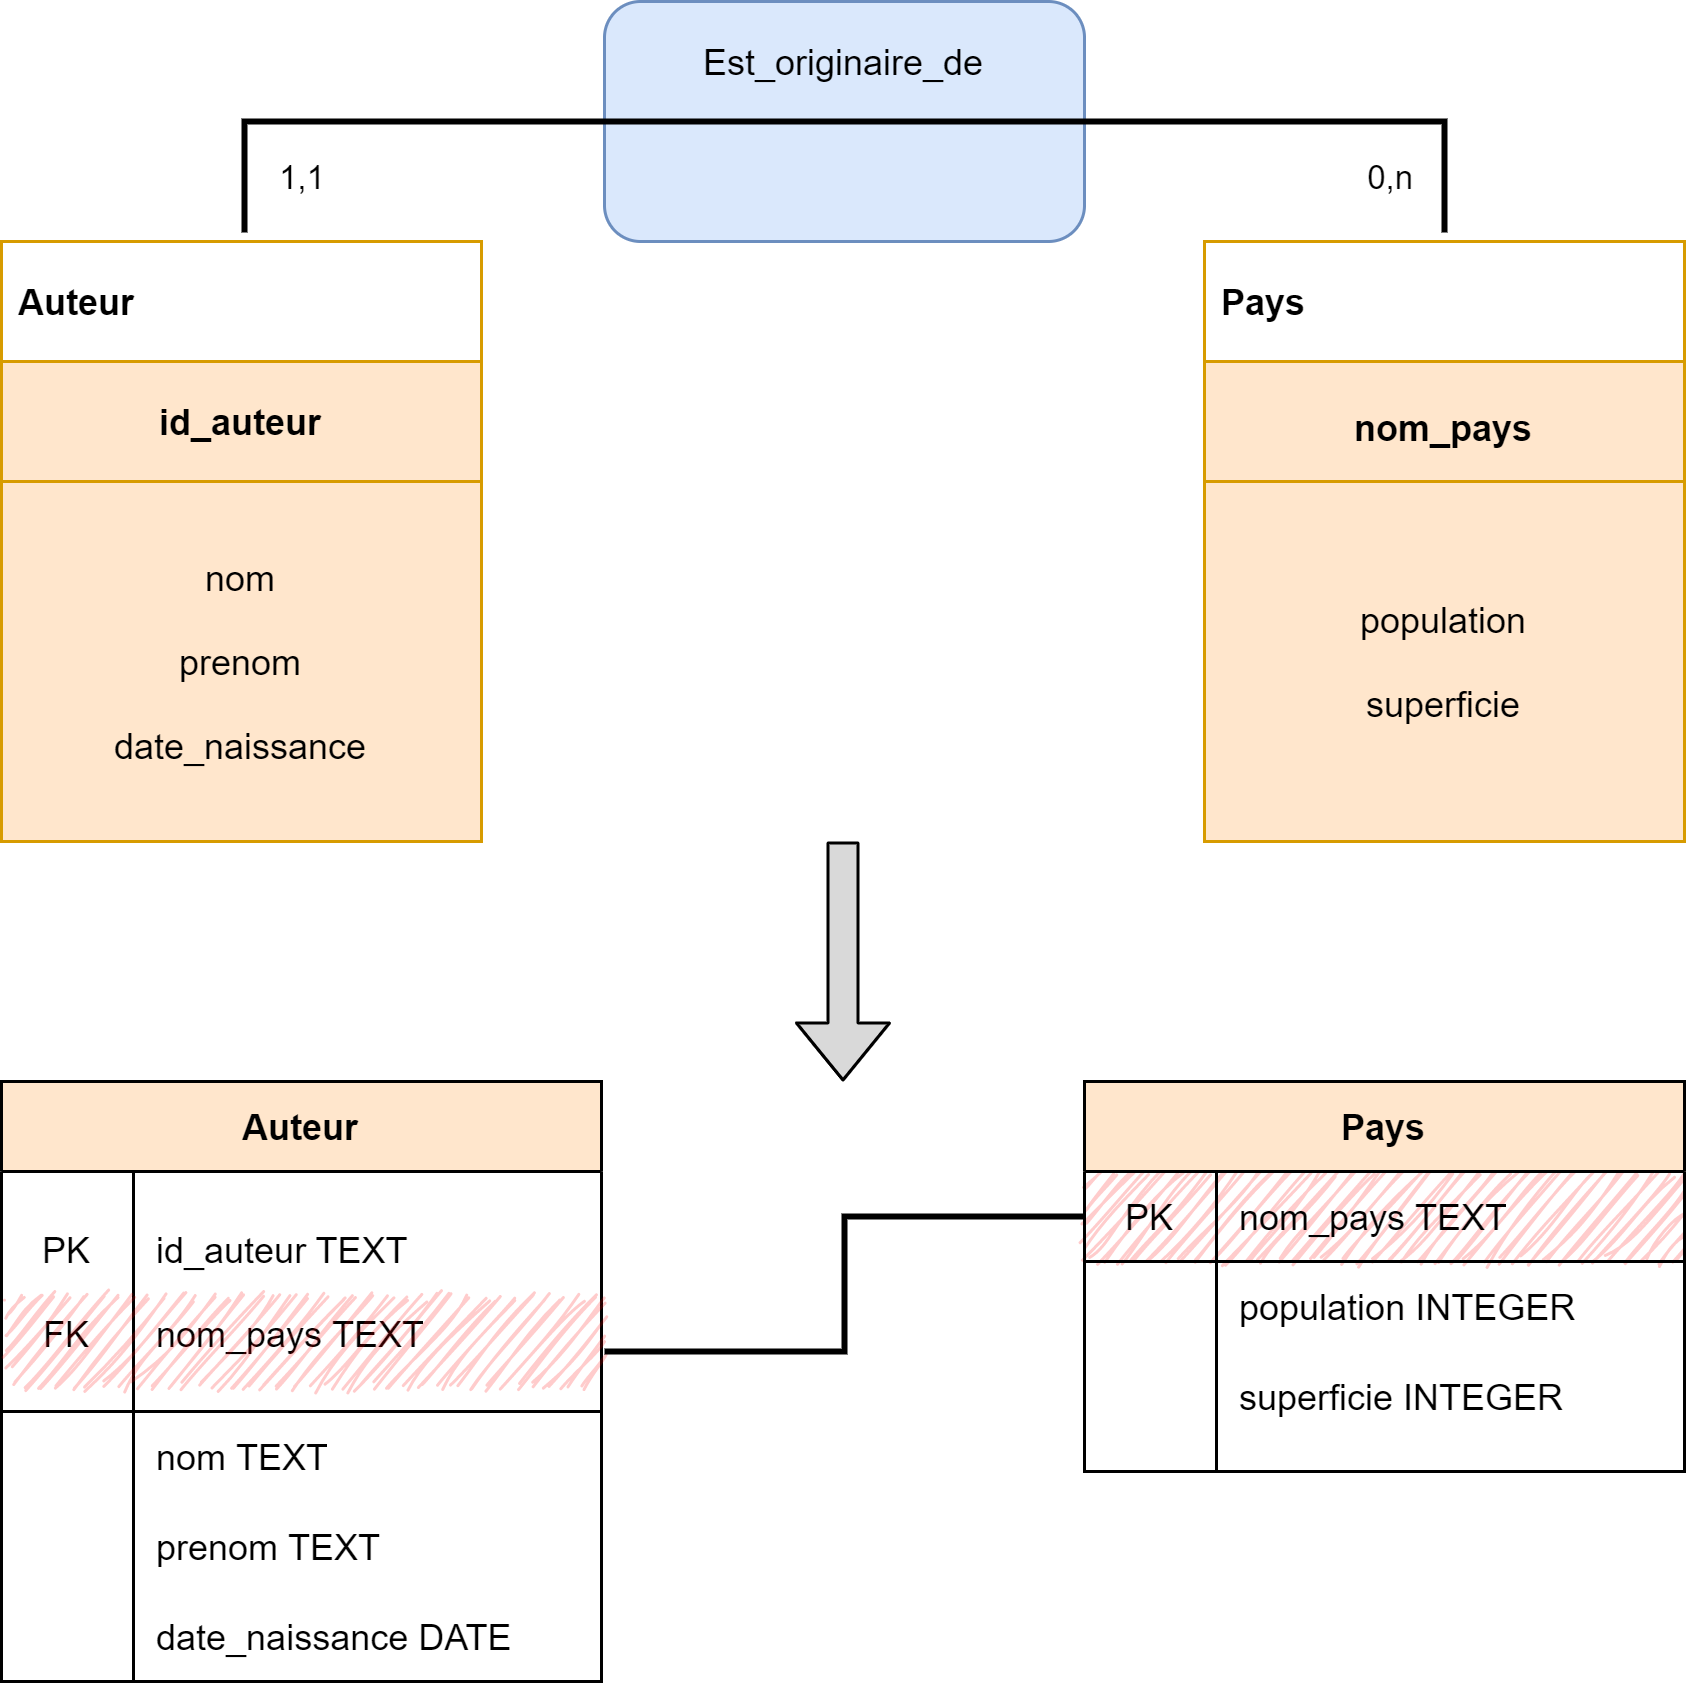 Est_originaire_de
1,1
0,n
Auteur
id_auteur
nom
prenom
date_naissance
Pays
nom_pays
population
superficie
Auteur
PK id_auteur TEXT
FK nom_pays TEXT
nom TEXT
prenom TEXT
date_naissance DATE
Pays
PK nom_pays TEXT
population INTEGER
superficie INTEGER